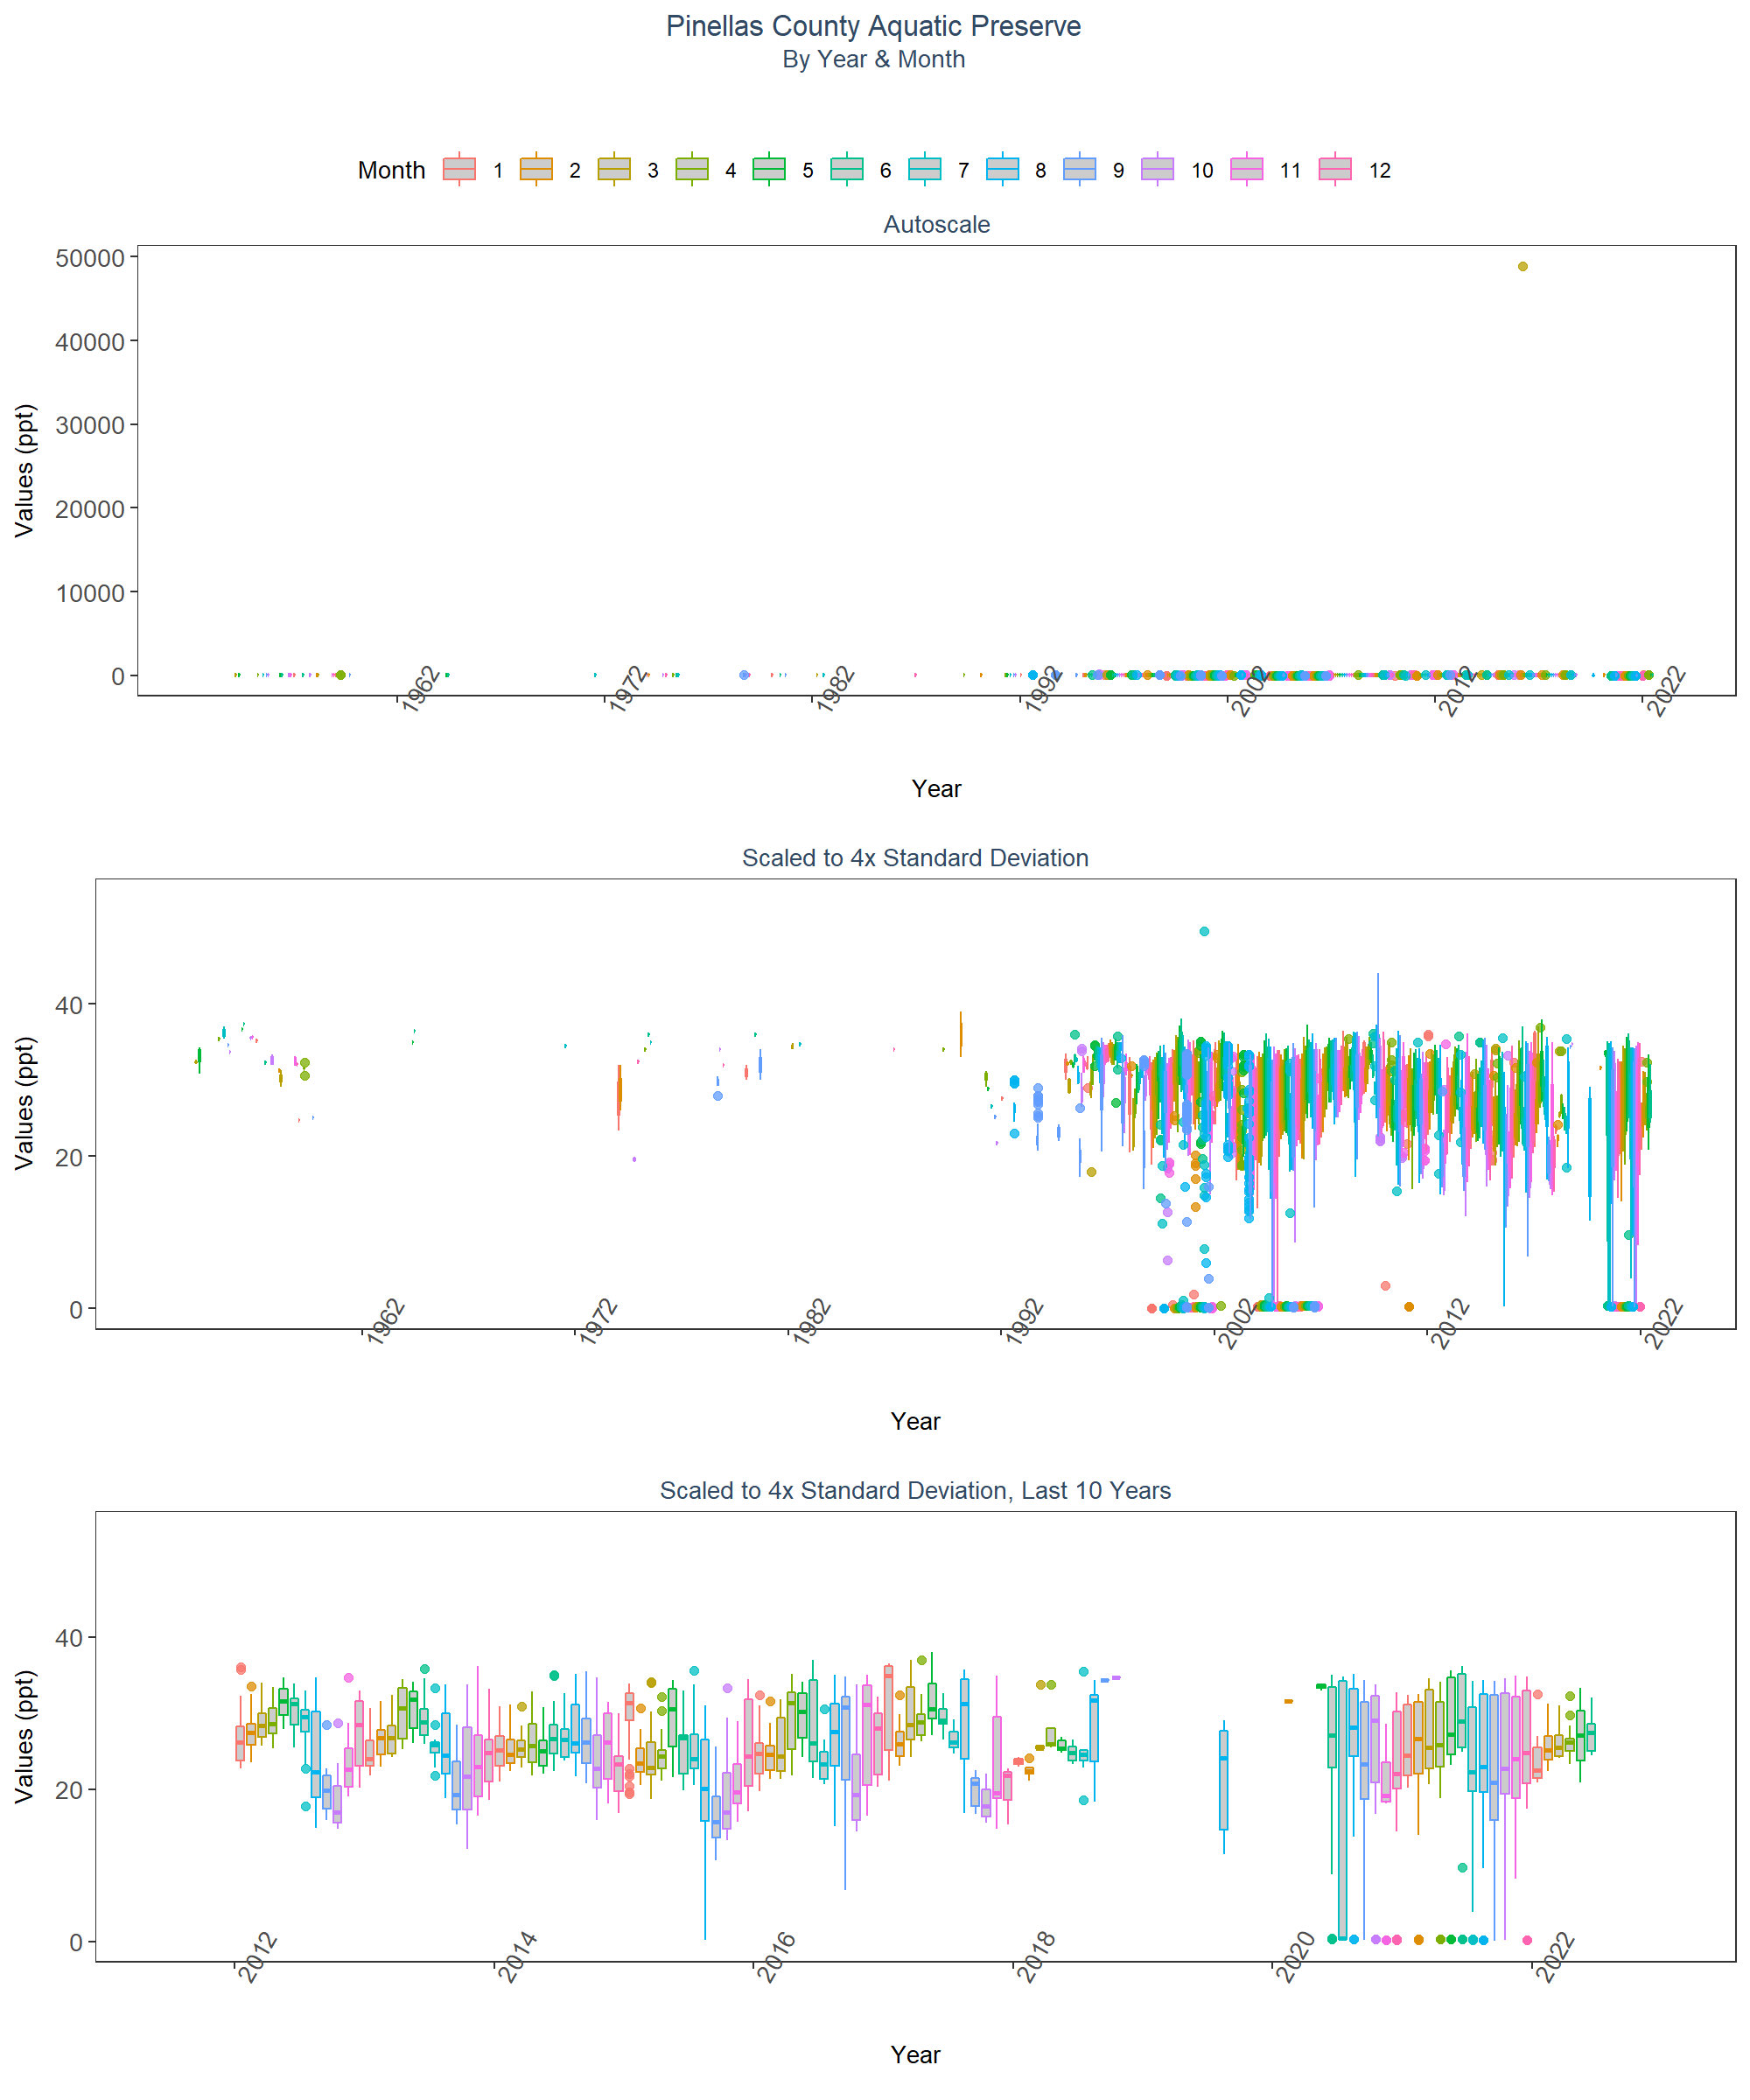 Pinellas County Aquatic Preserve
By Year & Month
Month 1 2 3 4 5 6 7 8 9 10 11 12
Autoscale
50000
40000
30000
20000
10000
0
Values (ppt)
1962 1972 1982 1992 2002 2012 2022
Year
Scaled to 4x Standard Deviation
40
20
0
Values (ppt)
1962 1972 1982 1992 2002 2012 2022
Year
Scaled to 4x Standard Deviation, Last 10 Years
40
20
0
Values (ppt)
2012 2014 2016 2018 2020 2022
Year